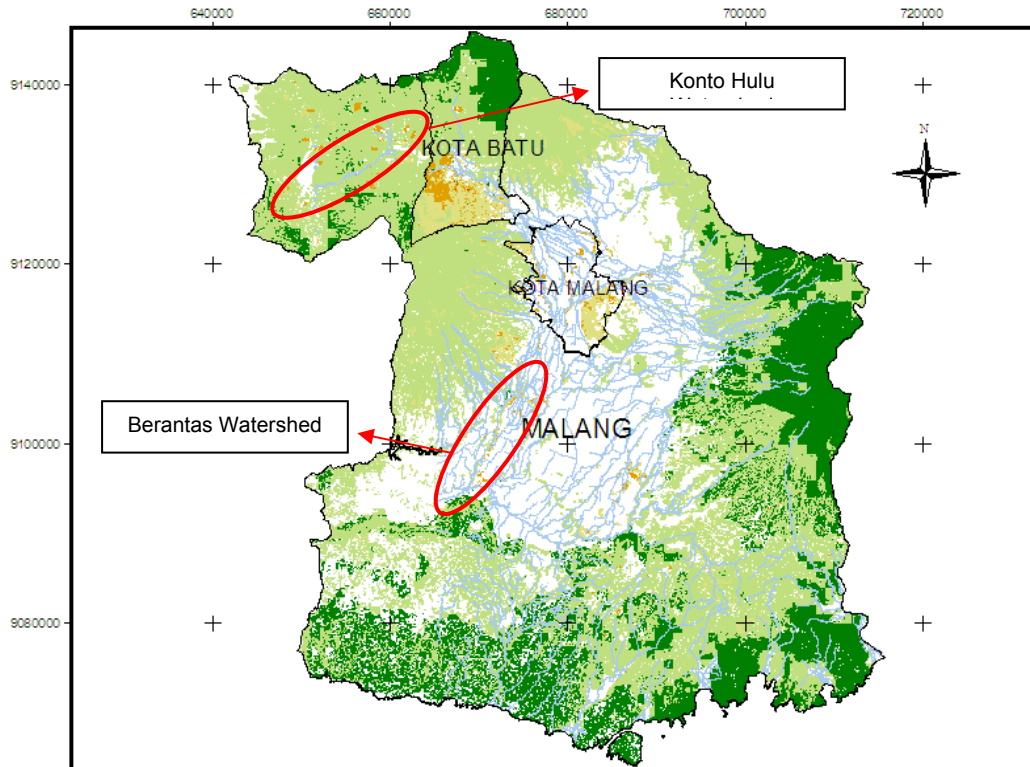 640000 660000 680000 700000 720000
9140000
Konto Hulu
KOTA BATU
N
9120000
KOTA MALANG
Berantas Watershed
MALANG
9100000
9080000